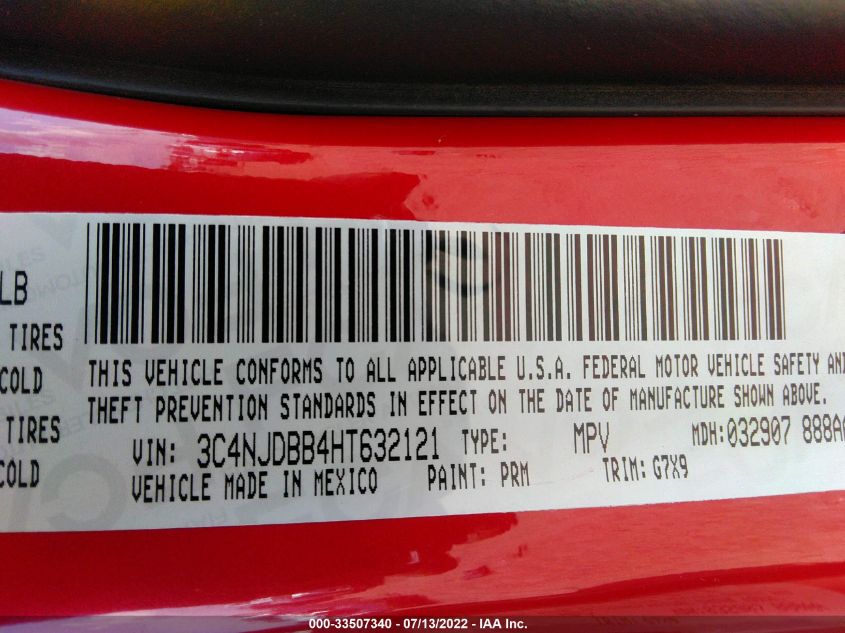 LB
TIRES
COLD
TIRES
COLD
THIS VEHICLE CONFORMS TO ALL APPLICABLE U.S.A. FEDERAL MOTOR VEHICLE SAFETY AND
THEFT PREVENTION STANDARDS IN EFFECT ON THE DATE OF MANUFACTURE SHOWN ABOVE.
VIN: 3C4NJDBB4HT632121 TYPE: MPV MDH:032907 888A
VEHICLE MADE IN MEXICO PAINT: PRM TRIM: G7X9
000-33507340 - 07/13/2022 - IAA Inc.